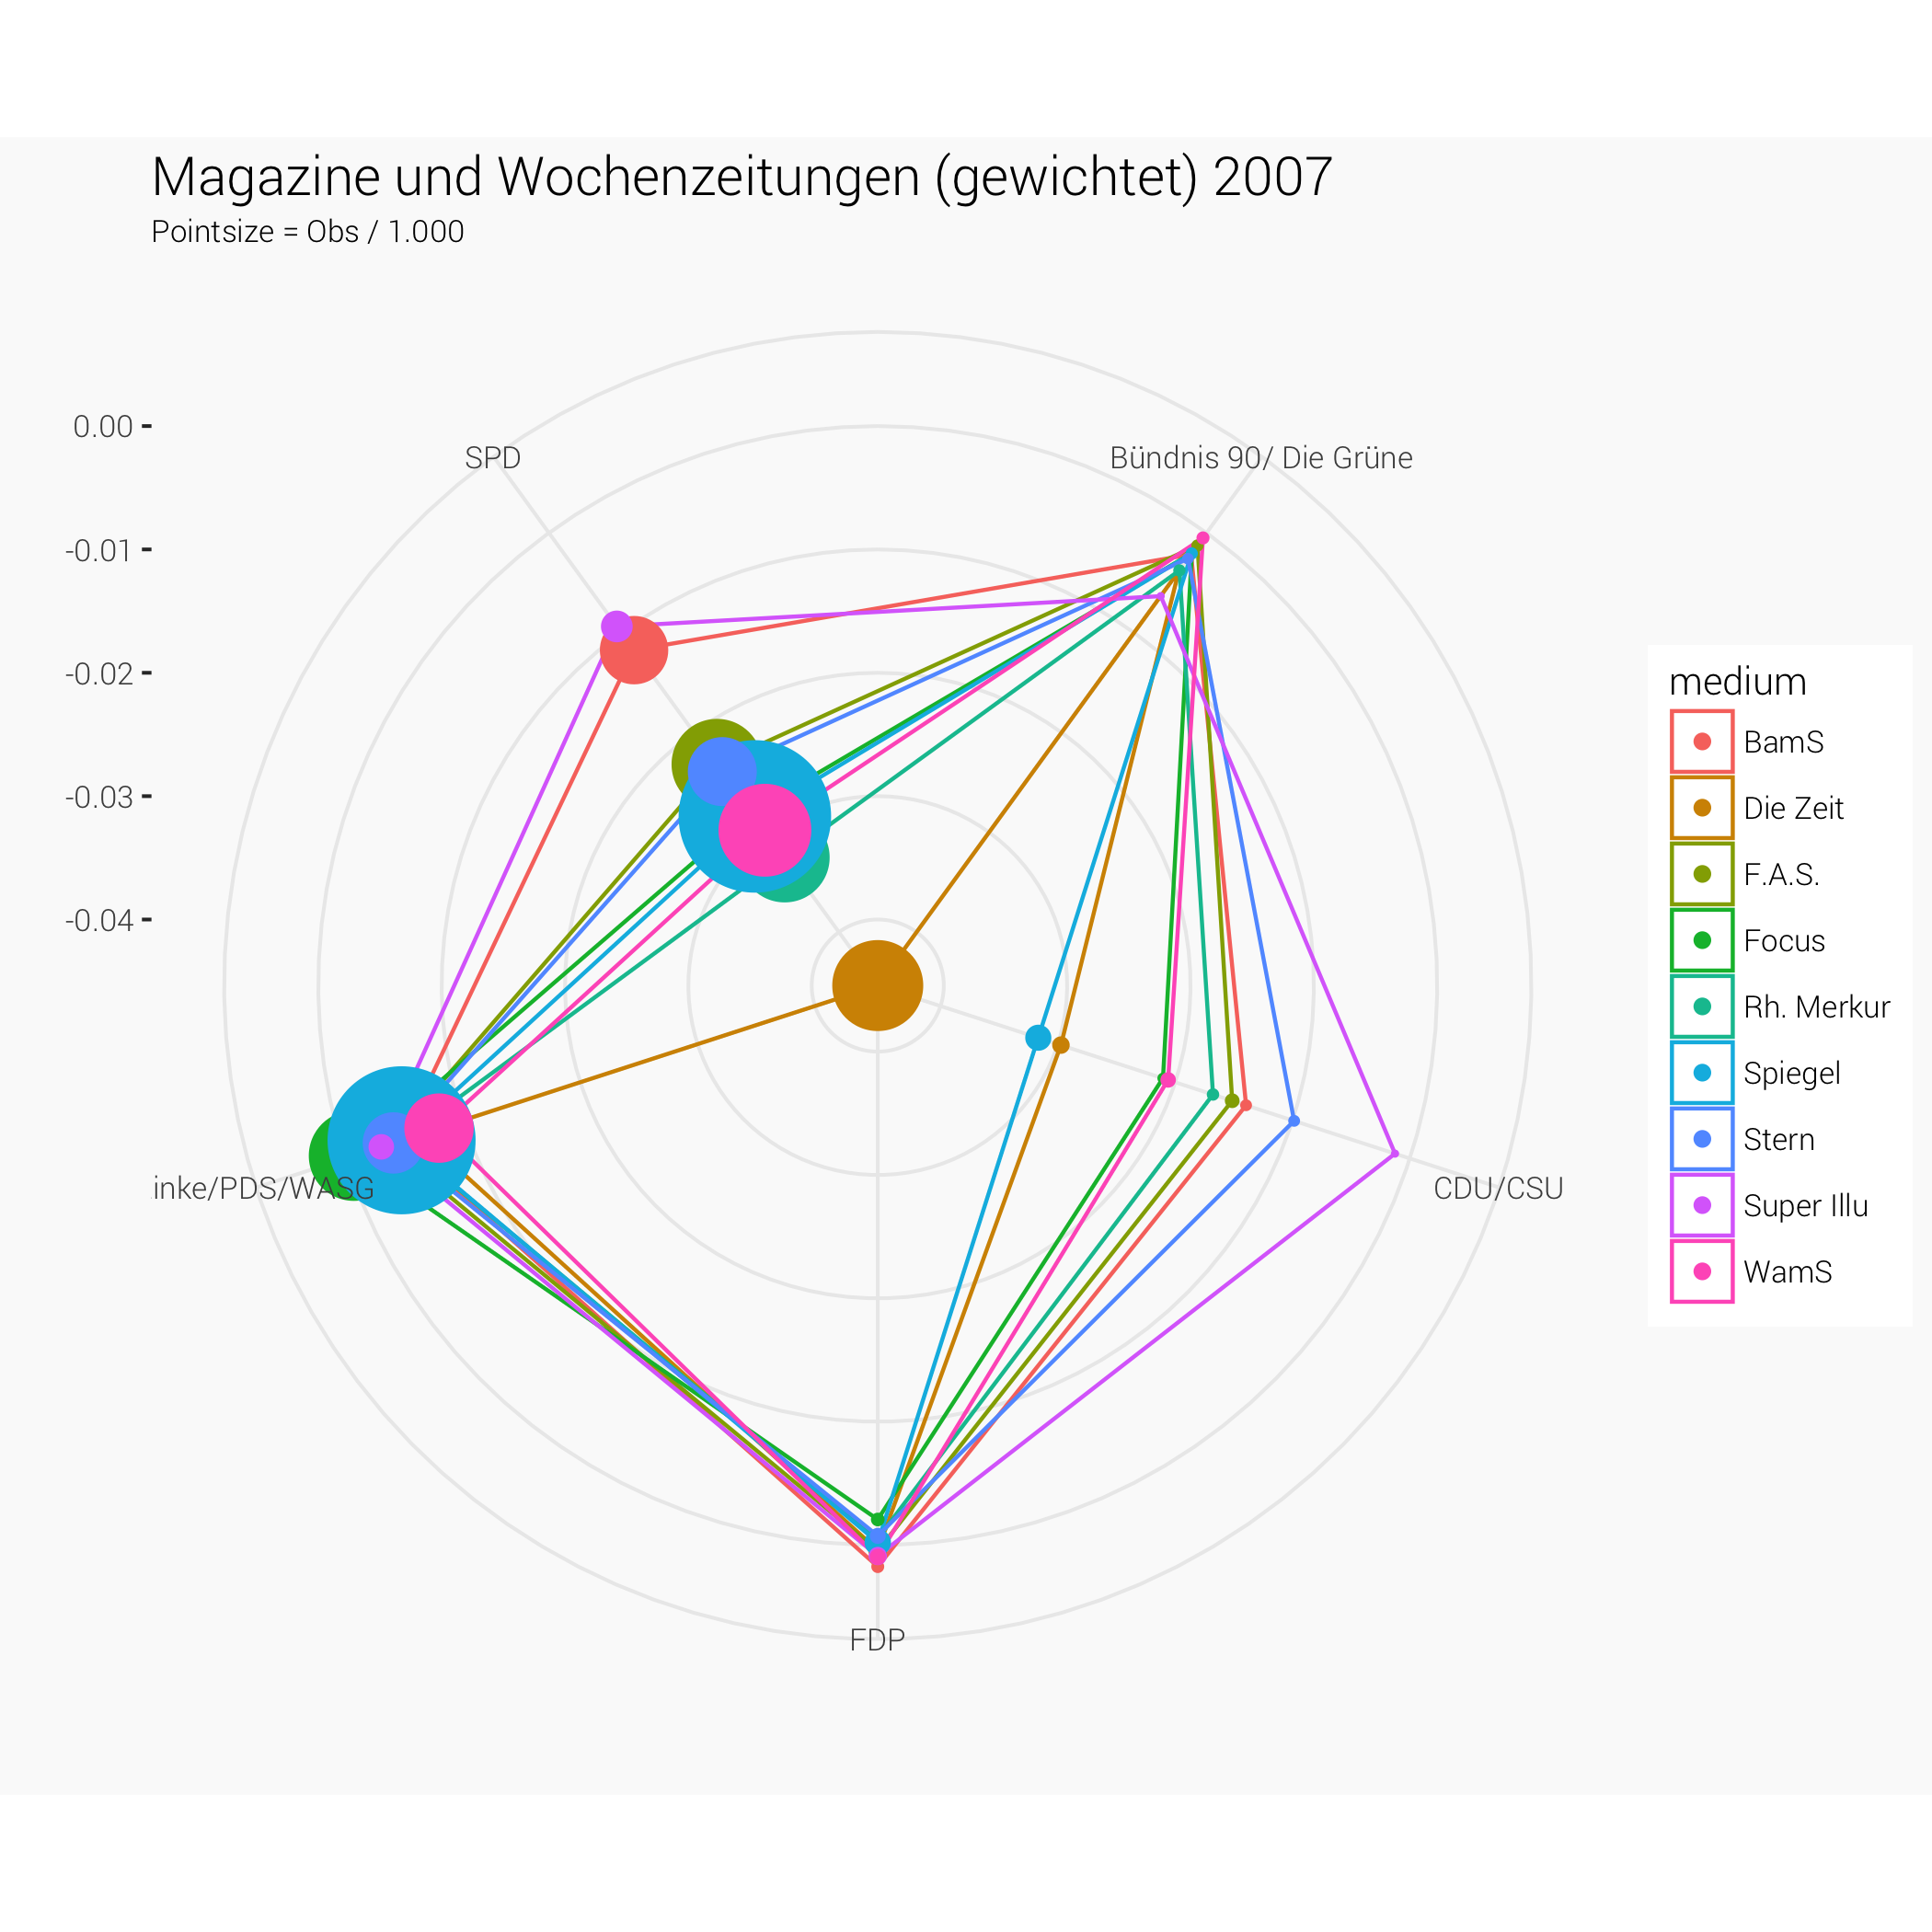 Magazine und Wochenzeitungen (gewichtet) 2007
Pointsize = Obs / 1.000
0.00
-0.01
-0.02
-0.03
-0.04
SPD
Bündnis 90/ Die Grüne
inke/PDS/WASG
CDU/CSU
FDP
medium
BamS
Die Zeit
F.A.S.
Focus
Rh. Merkur
Spiegel
Stern
Super Illu
WamS